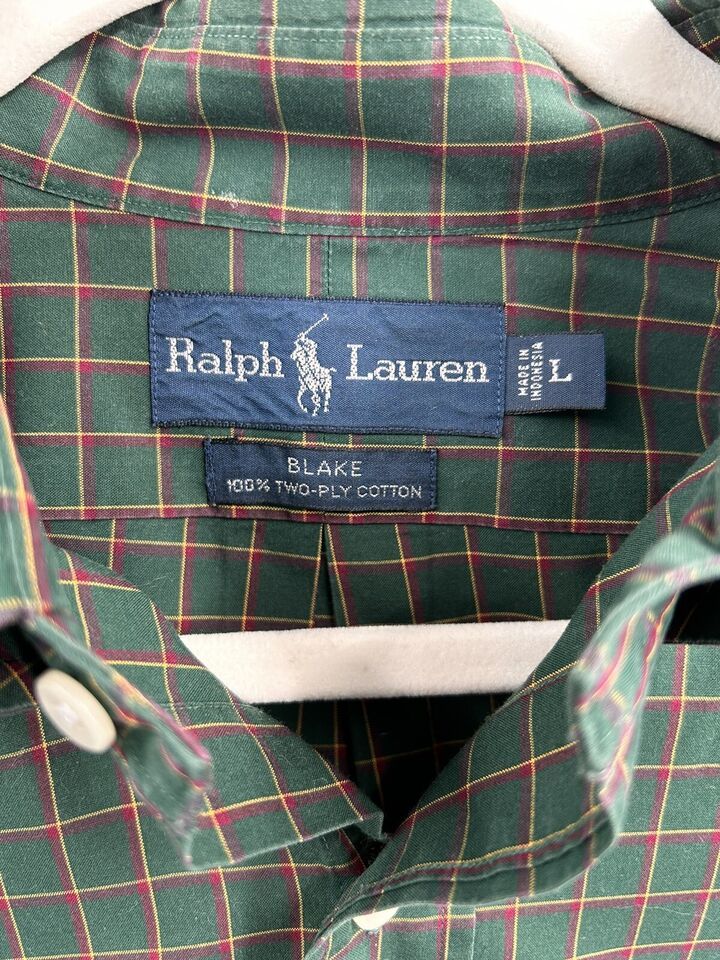 Ralph Lauren
MADE IN
INDONESIA
L
BLAKE
100% TWO-PLY COTTON